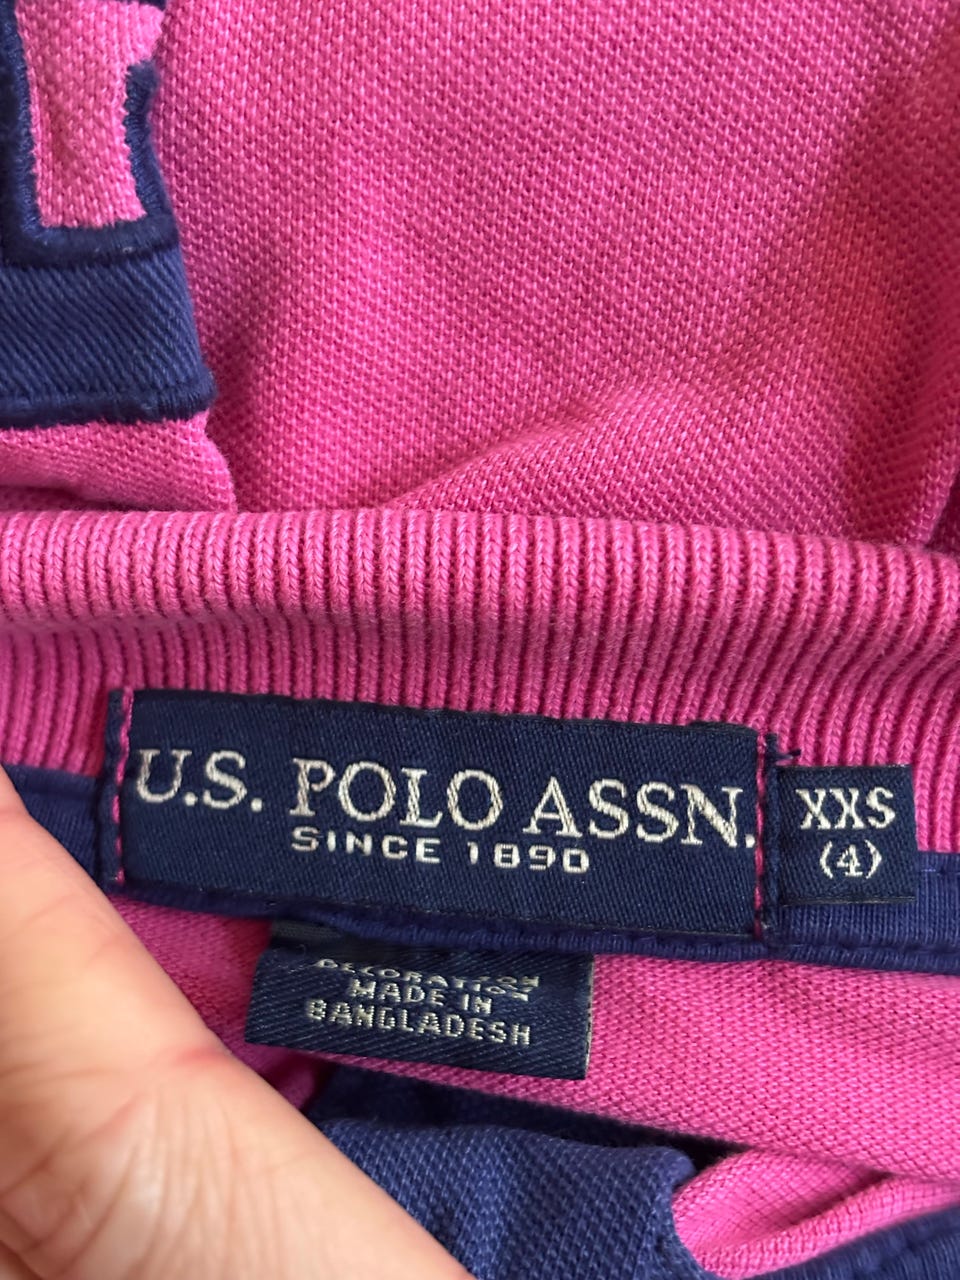 U.S. POLO ASSN.
SINCE 1890
XXS
(4)
DECORATION
MADE IN
BANGLADESH